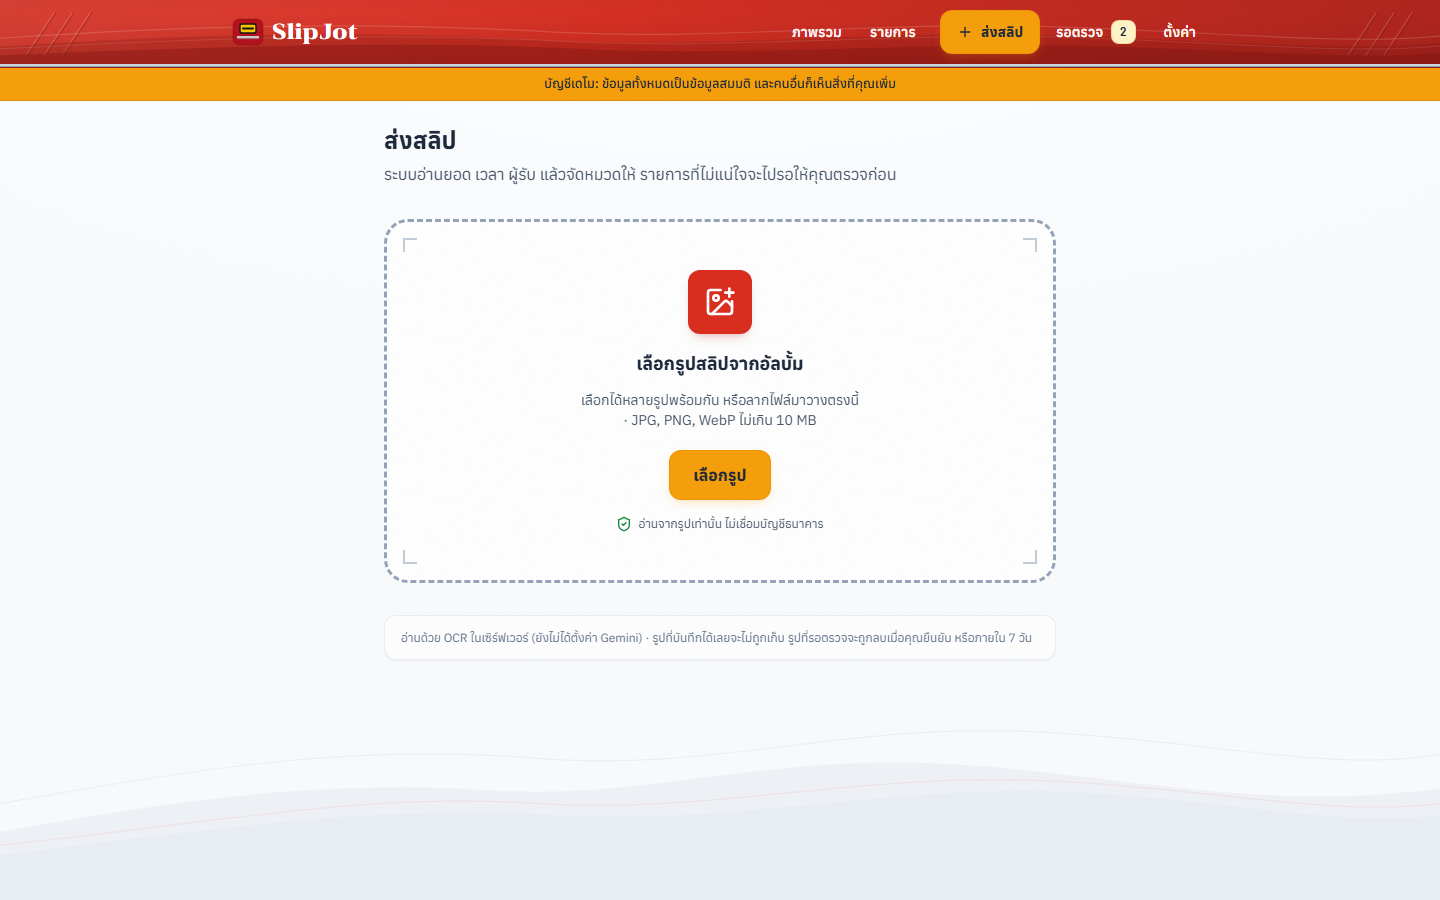 SlipJot
ภาพรวม
รายการ
ส่งสลิป
รอตรวจ 2
ตั้งค่า
บัญชีเดโม: ข้อมูลทั้งหมดเป็นข้อมูลสมมติ และคนอื่นก็เห็นสิ่งที่คุณเพิ่ม
ส่งสลิป
ระบบอ่านยอด เวลา ผู้รับ แล้วจัดหมวดให้ รายการที่ไม่แน่ใจจะไปรอให้คุณตรวจก่อน
เลือกรูปสลิปจากอัลบั้ม
เลือกได้หลายรูปพร้อมกัน หรือลากไฟล์มาวางตรงนี้
· JPG, PNG, WebP ไม่เกิน 10 MB
เลือกรูป
อ่านจากรูปเท่านั้น ไม่เชื่อมบัญชีธนาคาร
อ่านด้วย OCR ในเซิร์ฟเวอร์ (ยังไม่ได้ตั้งค่า Gemini) · รูปที่บันทึกได้เลยจะไม่ถูกเก็บ รูปที่รอตรวจจะถูกลบเมื่อคุณยืนยัน หรือภายใน 7 วัน